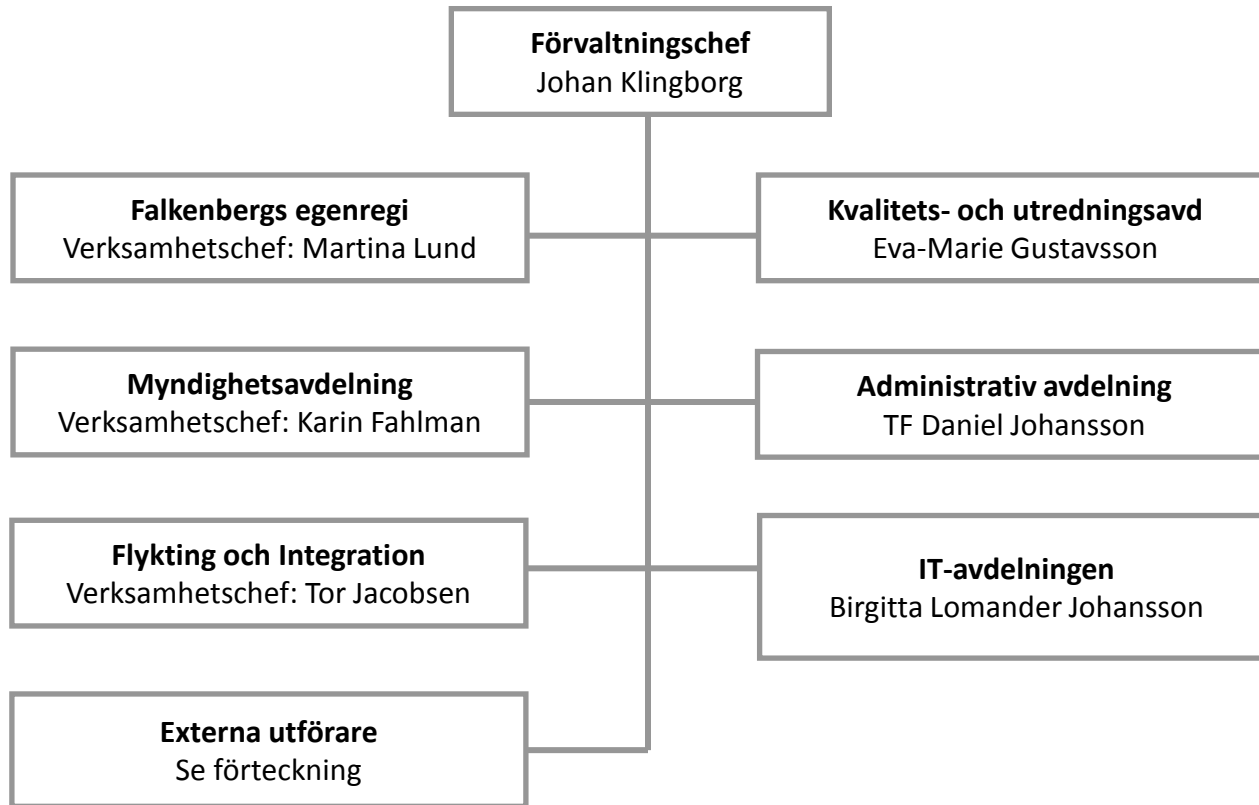 Förvaltningschef
Johan Klingborg
Falkenbergs egenregi
Verksamhetschef: Martina Lund
Kvalitets- och utredningsavd
Eva-Marie Gustavsson
Myndighetsavdelning
Verksamhetschef: Karin Fahlman
Administrativ avdelning
TF Daniel Johansson
Flykting och Integration
Verksamhetschef: Tor Jacobsen
IT-avdelningen
Birgitta Lomander Johansson
Externa utförare
Se förteckning